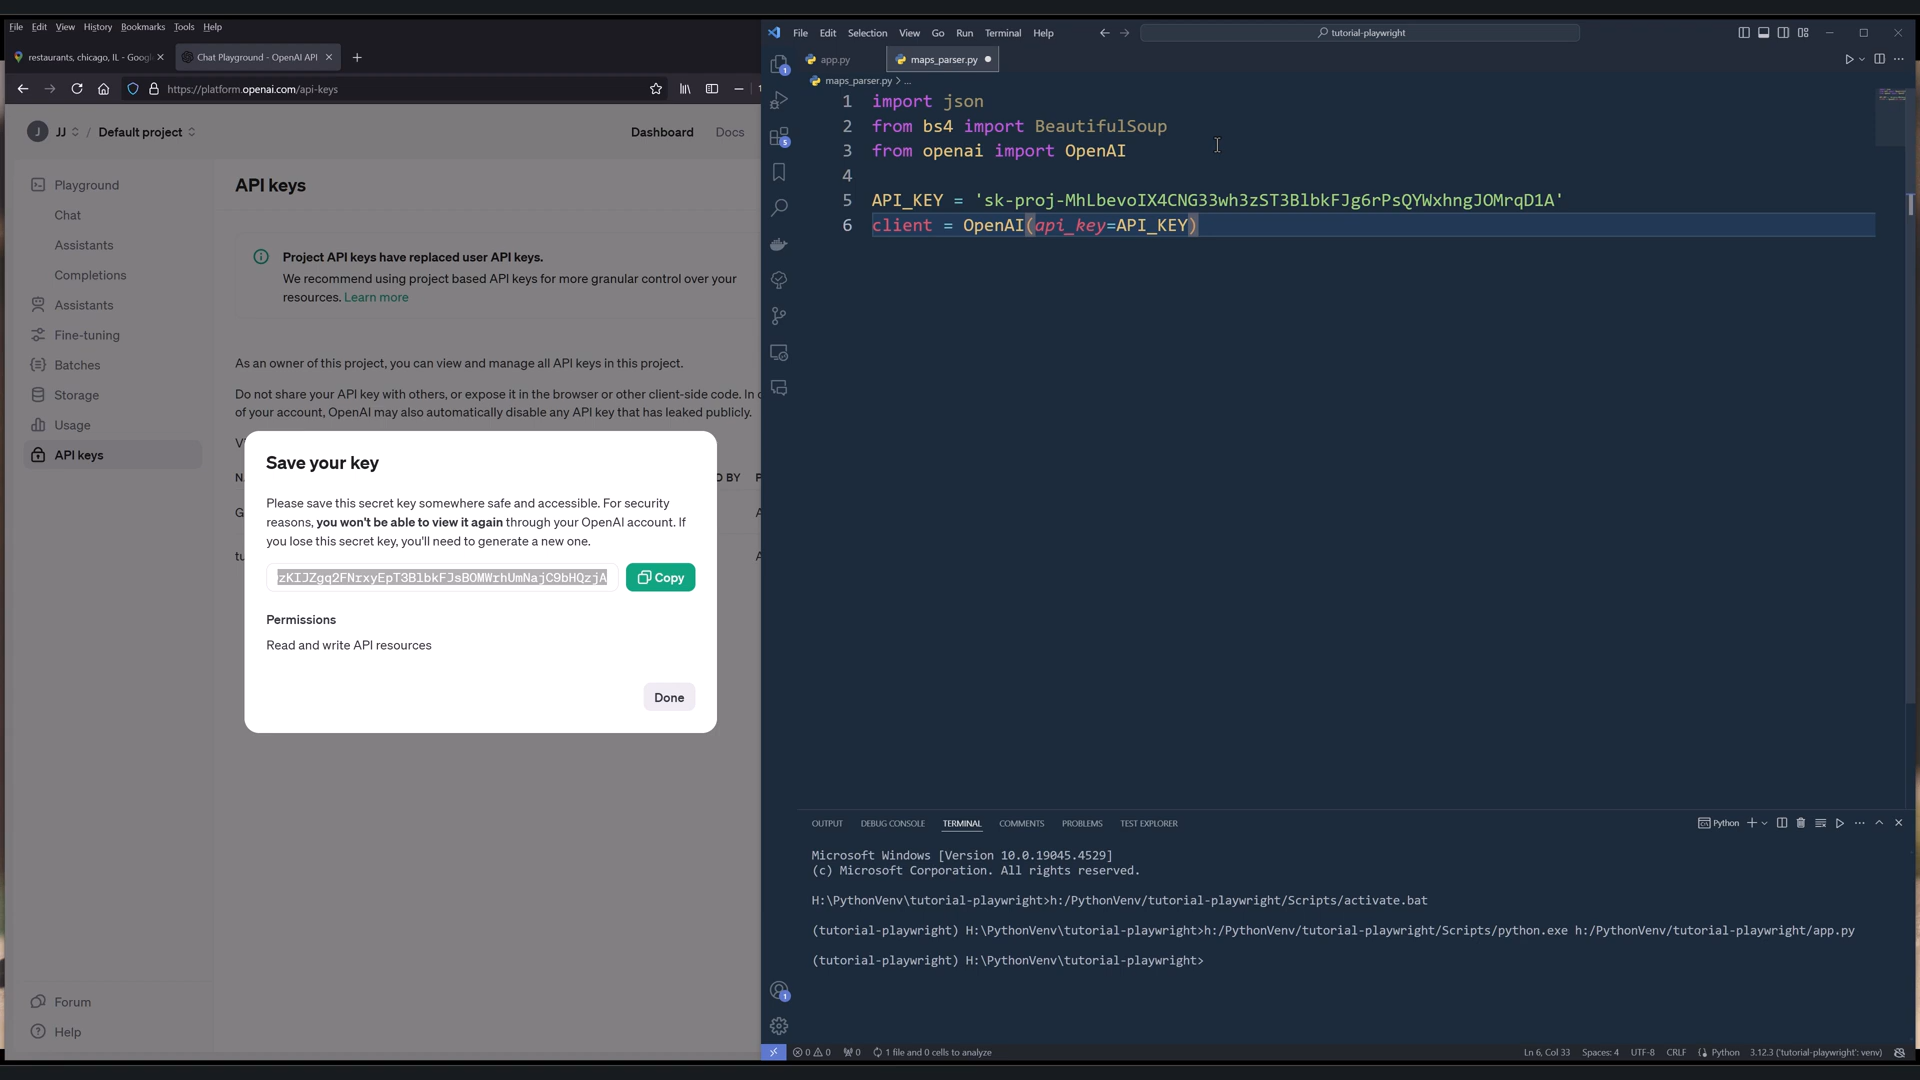 File Edit View History Bookmarks Tools Help
restaurants, chicago, IL - Googl
Chat Playground - OpenAI API
https://platform.openai.com/api-keys
J JJ / Default project
Dashboard Docs
Playground
Chat
Assistants
Completions
Assistants
Fine-tuning
Batches
Storage
Usage
API keys
Forum
Help
API keys
Project API keys have replaced user API keys.
We recommend using project based API keys for more granular control over your
resources. Learn more
As an owner of this project, you can view and manage all API keys in this project.
Do not share your API key with others, or expose it in the browser or other client-side code. In
of your account, OpenAI may also automatically disable any API key that has leaked publicly.
D BY
Save your key
Please save this secret key somewhere safe and accessible. For security
reasons, you won't be able to view it again through your OpenAI account. If
you lose this secret key, you'll need to generate a new one.
zKIJZgq2FNrxyEpT3BlbkFJsBOMWrhUmNajC9bHQzjA Copy
Permissions
Read and write API resources
Done
File Edit Selection View Go Run Terminal Help
tutorial-playwright
app.py
maps_parser.py
maps_parser.py > ...
1 import json
2 from bs4 import BeautifulSoup
3 from openai import OpenAI
4
5 API_KEY = 'sk-proj-MhLbevoIX4CNG33wh3zST3BlbkFJg6rPsQYWxhngJOMrqD1A'
6 client = OpenAI(api_key=API_KEY)
OUTPUT DEBUG CONSOLE TERMINAL COMMENTS PROBLEMS TEST EXPLORER
Python
Microsoft Windows [Version 10.0.19045.4529]
(c) Microsoft Corporation. All rights reserved.
H:\PythonVenv\tutorial-playwright>h:/PythonVenv/tutorial-playwright/Scripts/activate.bat
(tutorial-playwright) H:\PythonVenv\tutorial-playwright>h:/PythonVenv/tutorial-playwright/Scripts/python.exe h:/PythonVenv/tutorial-playwright/app.py
(tutorial-playwright) H:\PythonVenv\tutorial-playwright>
0 0 0 1 file and 0 cells to analyze
Ln 6, Col 33 Spaces: 4 UTF-8 CRLF Python 3.12.3 ('tutorial-playwright': venv)